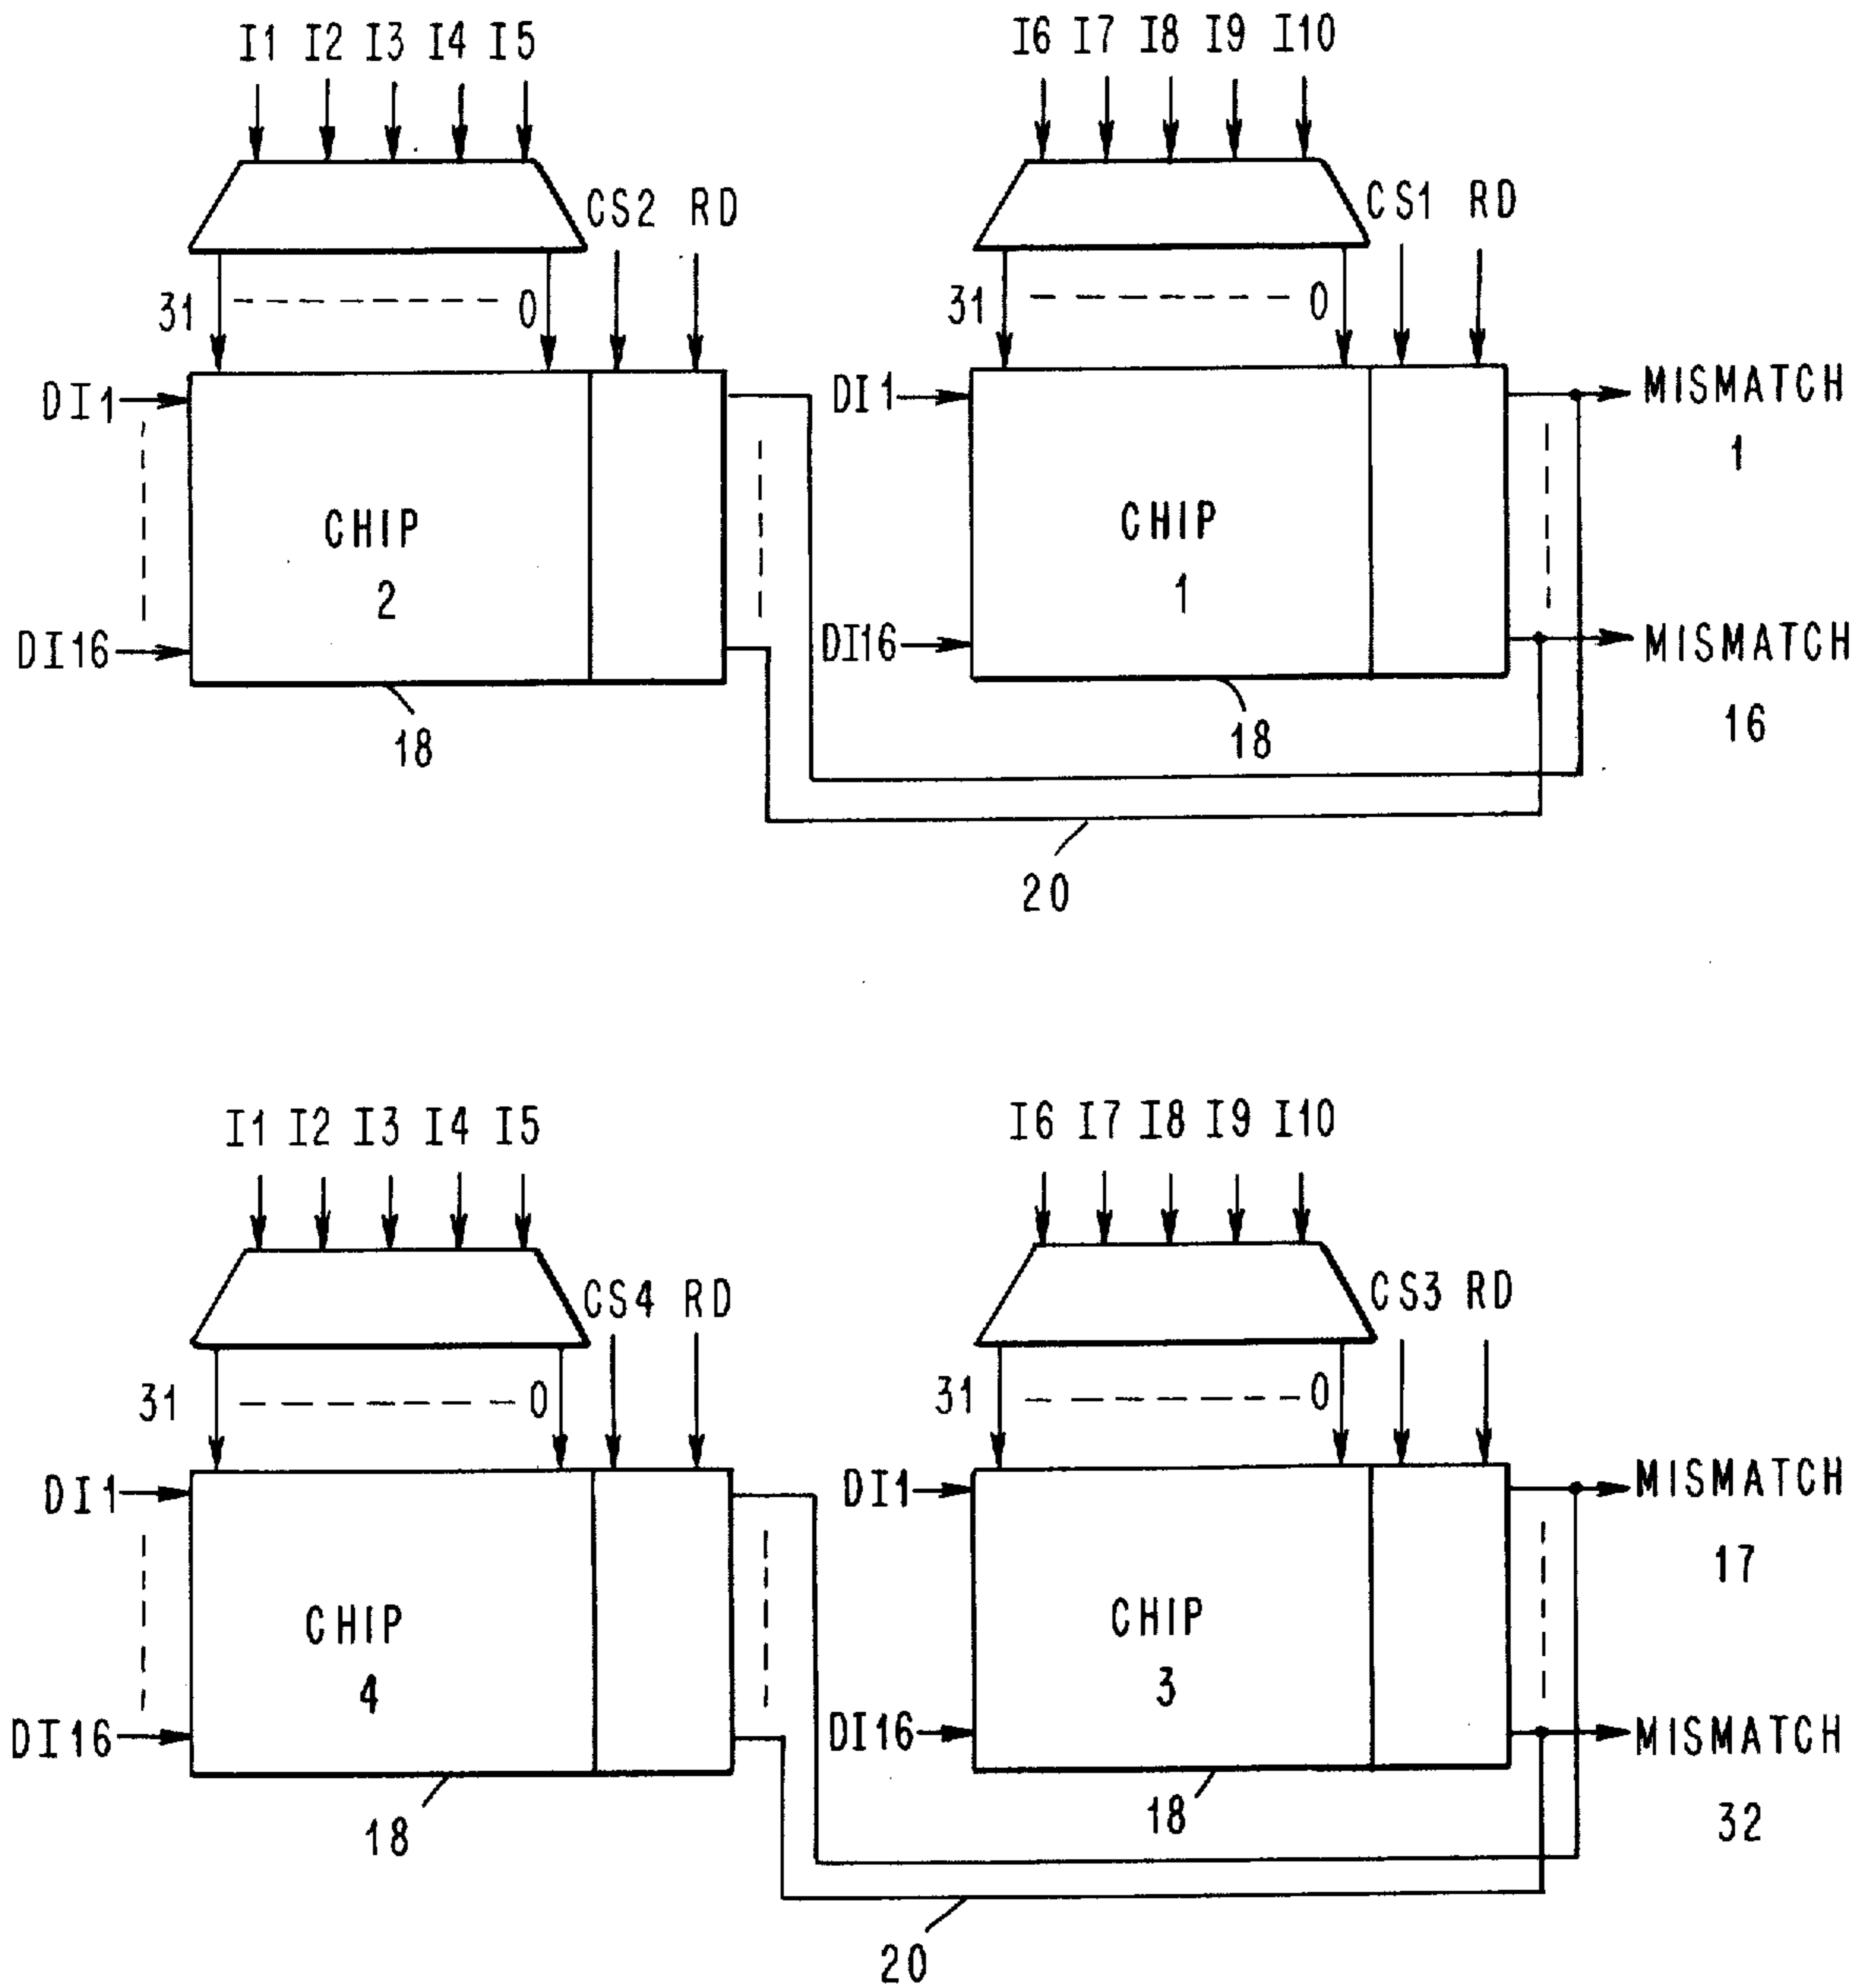 I1 I2 I3 I4 I5
I6 I7 I8 I9 I10
CS2 RD
CS1 RD
31 0
31 0
DI1
DI1
MISMATCH
1
CHIP
2
CHIP
1
DI16
DI16
MISMATCH
16
18
18
20
I1 I2 I3 I4 I5
I6 I7 I8 I9 I10
CS4 RD
CS3 RD
31 0
31 0
DI1
DI1
MISMATCH
17
CHIP
4
CHIP
3
DI16
DI16
MISMATCH
32
18
18
20